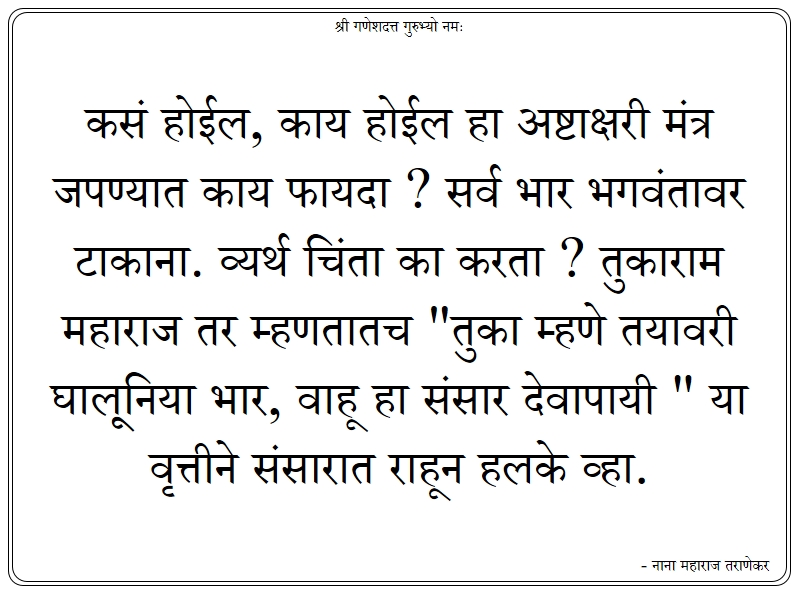 श्री गणेशदत्त गुरुभ्यो नमः
कसं होईल, काय होईल हा अष्टाक्षरी मंत्र
जपण्यात काय फायदा ? सर्व भार भगवंतावर
टाकाना. व्यर्थ चिंता का करता ? तुकाराम
महाराज तर म्हणतातच "तुका म्हणे तयावरी
घालूनिया भार, वाहू हा संसार देवापायी " या
वृत्तीने संसारात राहून हलके व्हा.
- नाना महाराज तराणेकर